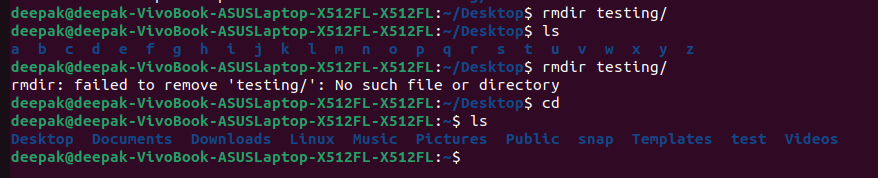 deepak@deepak-VivoBook-ASUSLaptop-X512FL-X512FL:~/Desktop$ rmdir testing/
deepak@deepak-VivoBook-ASUSLaptop-X512FL-X512FL:~/Desktop$ ls
a b c d e f g h i j k l m n o p q r s t u v w x y z
deepak@deepak-VivoBook-ASUSLaptop-X512FL-X512FL:~/Desktop$ rmdir testing/
rmdir: failed to remove 'testing/': No such file or directory
deepak@deepak-VivoBook-ASUSLaptop-X512FL-X512FL:~/Desktop$ cd
deepak@deepak-VivoBook-ASUSLaptop-X512FL-X512FL:~$ ls
Desktop Documents Downloads Linux Music Pictures Public snap Templates test Videos
deepak@deepak-VivoBook-ASUSLaptop-X512FL-X512FL:~$